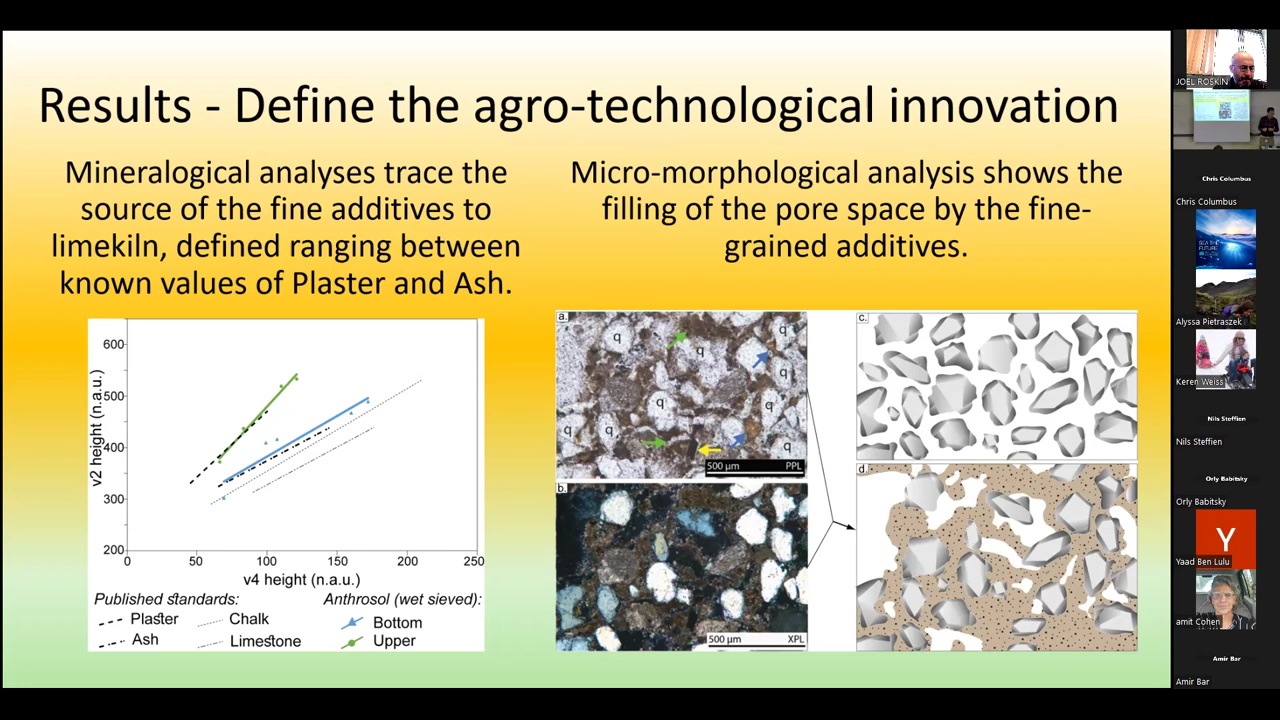 Results - Define the agro-technological innovation
Mineralogical analyses trace the
source of the fine additives to
limekiln, defined ranging between
known values of Plaster and Ash.
Micro-morphological analysis shows the
filling of the pore space by the fine-
grained additives.
600
500
400
300
200
v2 height (n.a.u.)
0 50 100 150 200 250
v4 height (n.a.u.)
Published standards:
Plaster
Chalk
Ash
Limestone
Anthrosol (wet sieved):
Bottom
Upper
a.
q
q
q
q
q
q
q
q
q
500 µm PPL
b.
500 µm XPL
c.
d.
JOEL ROSKIN
Chris Columbus
Chris Columbus
SEA THE
FUTURE
Alyssa Pietraszek
Keren Weiss
Nils Steffien
Nils Steffien
Orly Babitsky
Orly Babitsky
Y
Yaad Ben Lulu
amit Cohen
Amir Bar
Amir Bar